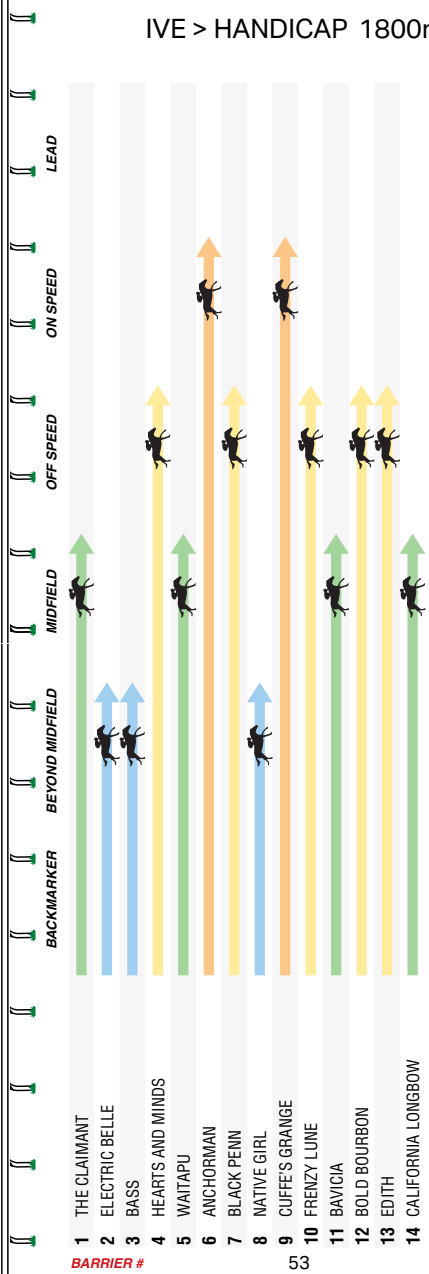 IVE > HANDICAP 1800m
LEAD
ON SPEED
OFF SPEED
MIDFIELD
BEYOND MIDFIELD
BACKMARKER
1 THE CLAIMANT
2 ELECTRIC BELLE
3 BASS
4 HEARTS AND MINDS
5 WAITAPU
6 ANCHORMAN
7 BLACK PENN
8 NATIVE GIRL
9 CUFFE'S GRANGE
10 FRENZY LUNE
11 BAVICIA
12 BOLD BOURBON
13 EDITH
14 CALIFORNIA LONGBOW
BARRIER #
53